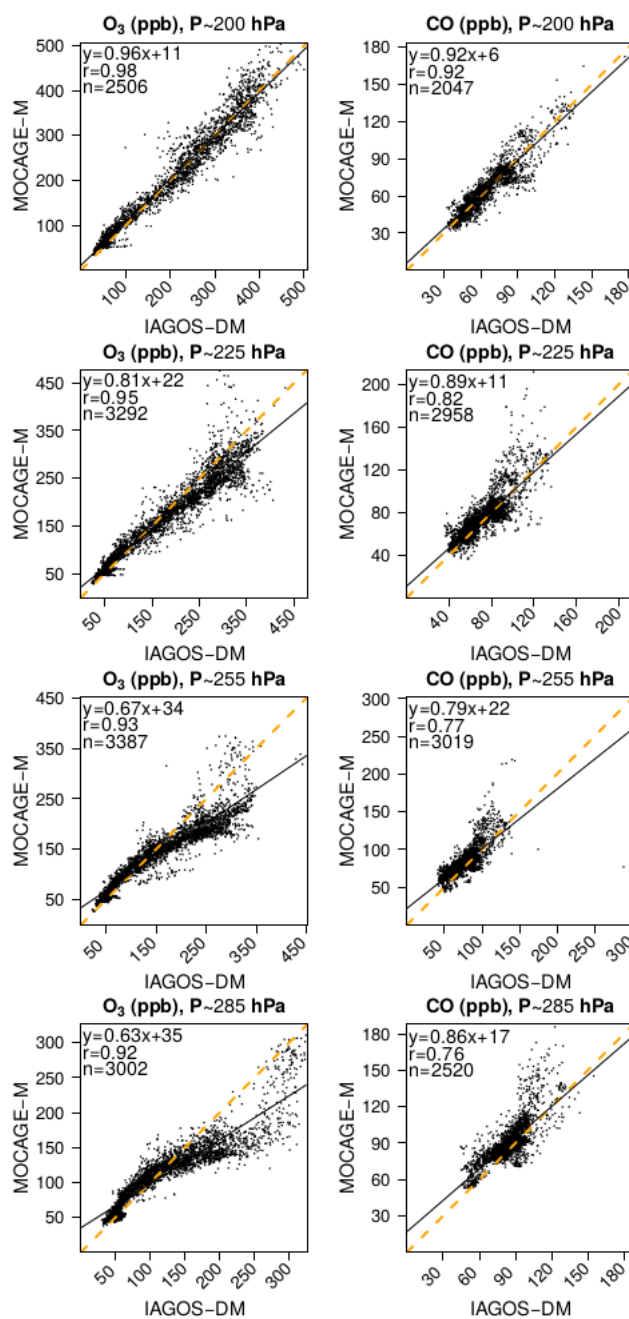 O₃ (ppb), P~200 hPa
y=0.96x+11
r=0.98
n=2506
MOCAGE−M
500
400
300
200
100
100 200 300 400 500
IAGOS−DM
CO (ppb), P~200 hPa
y=0.92x+6
r=0.92
n=2047
MOCAGE−M
180
150
120
90
60
30
30 60 90 120 150 180
IAGOS−DM
O₃ (ppb), P~225 hPa
y=0.81x+22
r=0.95
n=3292
MOCAGE−M
450
350
250
150
50
50 150 250 350 450
IAGOS−DM
CO (ppb), P~225 hPa
y=0.89x+11
r=0.82
n=2958
MOCAGE−M
200
160
120
80
40
40 80 120 160 200
IAGOS−DM
O₃ (ppb), P~255 hPa
y=0.67x+34
r=0.93
n=3387
MOCAGE−M
450
350
250
150
50
50 150 250 350 450
IAGOS−DM
CO (ppb), P~255 hPa
y=0.79x+22
r=0.77
n=3019
MOCAGE−M
300
250
200
150
100
50
50 100 150 200 250 300
IAGOS−DM
O₃ (ppb), P~285 hPa
y=0.63x+35
r=0.92
n=3002
MOCAGE−M
300
250
200
150
100
50
50 100 150 200 250 300
IAGOS−DM
CO (ppb), P~285 hPa
y=0.86x+17
r=0.76
n=2520
MOCAGE−M
180
150
120
90
60
30
30 60 90 120 150 180
IAGOS−DM